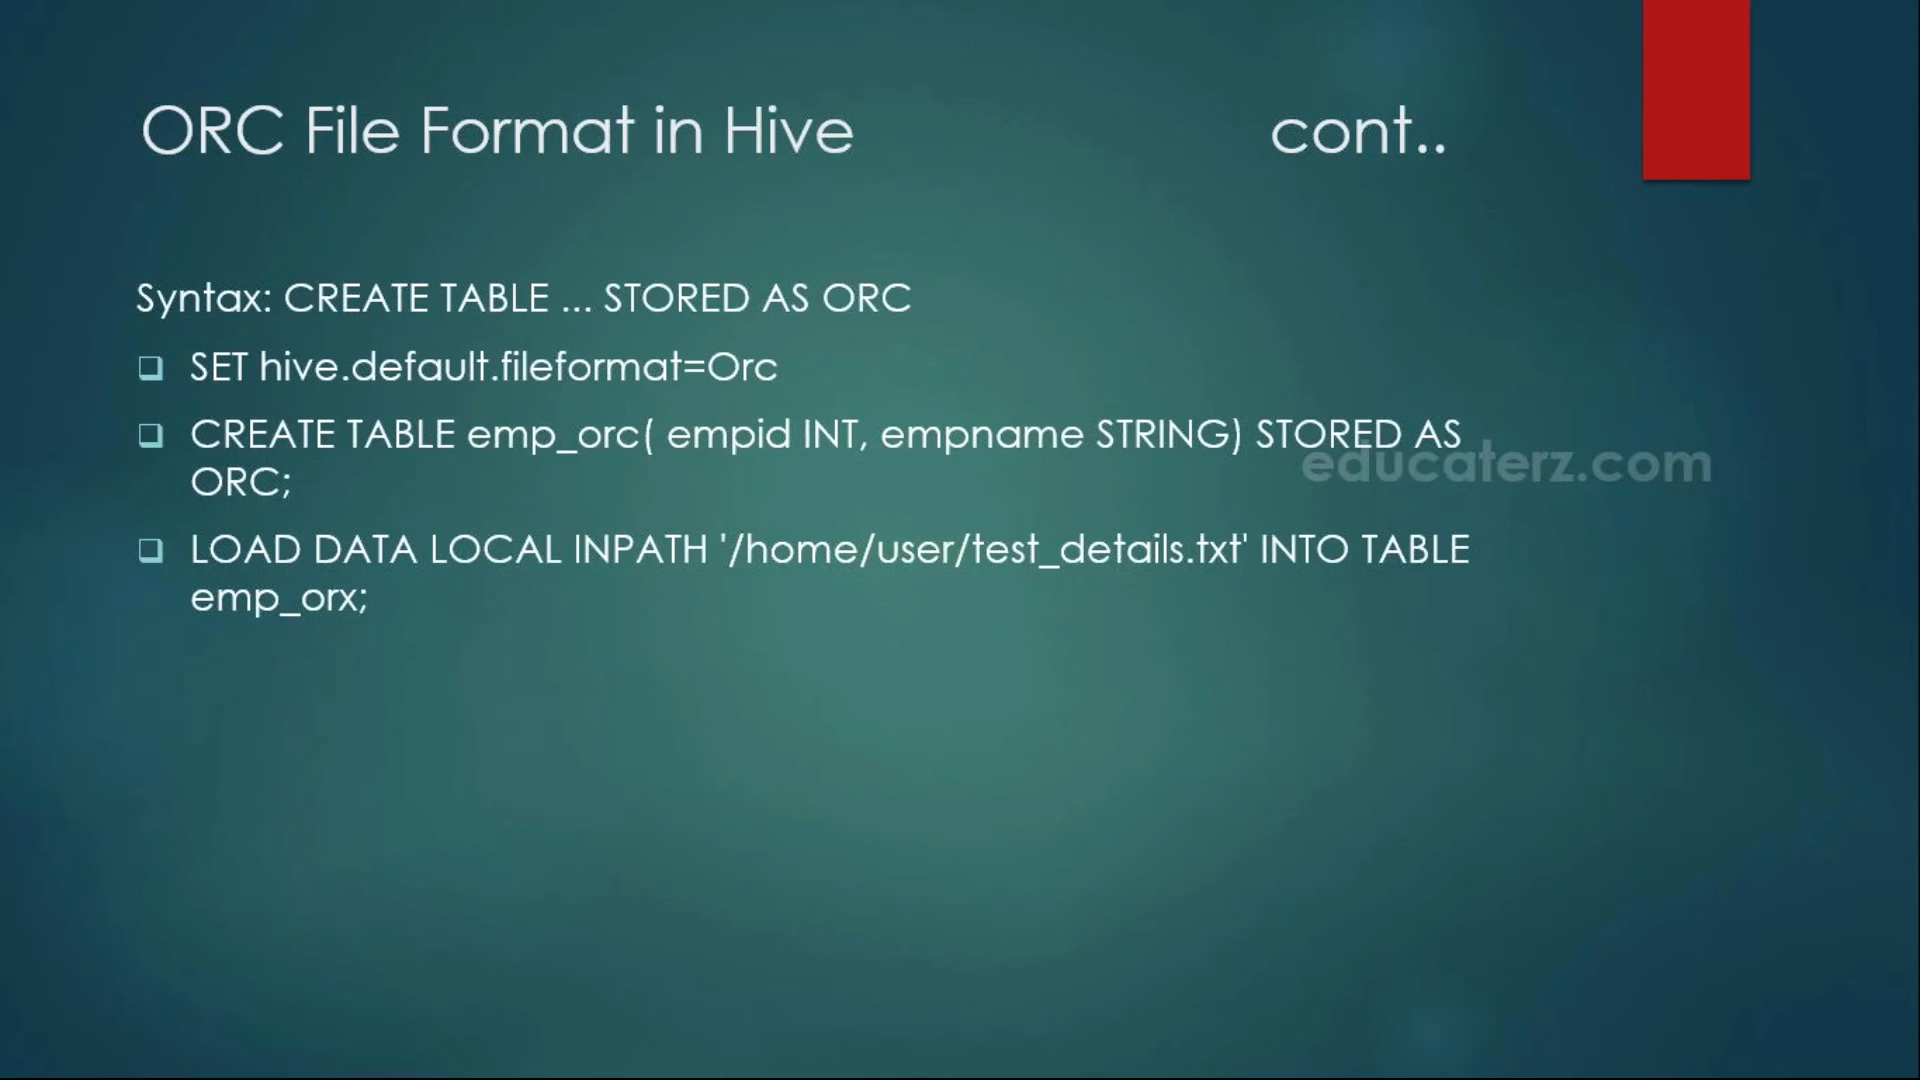 ORC File Format in Hive cont..
Syntax: CREATE TABLE ... STORED AS ORC
SET hive.default.fileformat=Orc
CREATE TABLE emp_orc( empid INT, empname STRING) STORED AS
educaterz.com
ORC;
LOAD DATA LOCAL INPATH '/home/user/test_details.txt' INTO TABLE
emp_orx;